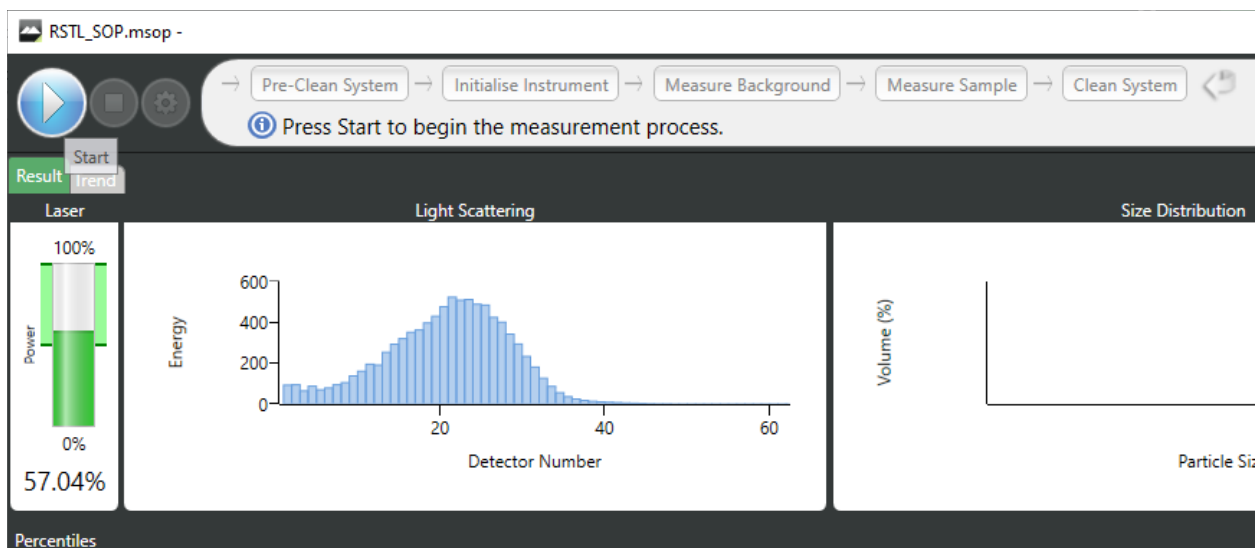 RSTL_SOP.msop -
→ Pre-Clean System → Initialise Instrument → Measure Background → Measure Sample → Clean System
Press Start to begin the measurement process.
Start
Result Trend
Laser
100%
Power
0%
57.04%
Light Scattering
600
400
200
0
Energy
20 40 60
Detector Number
Size Distribution
Volume (%)
Particle Siz
Percentiles